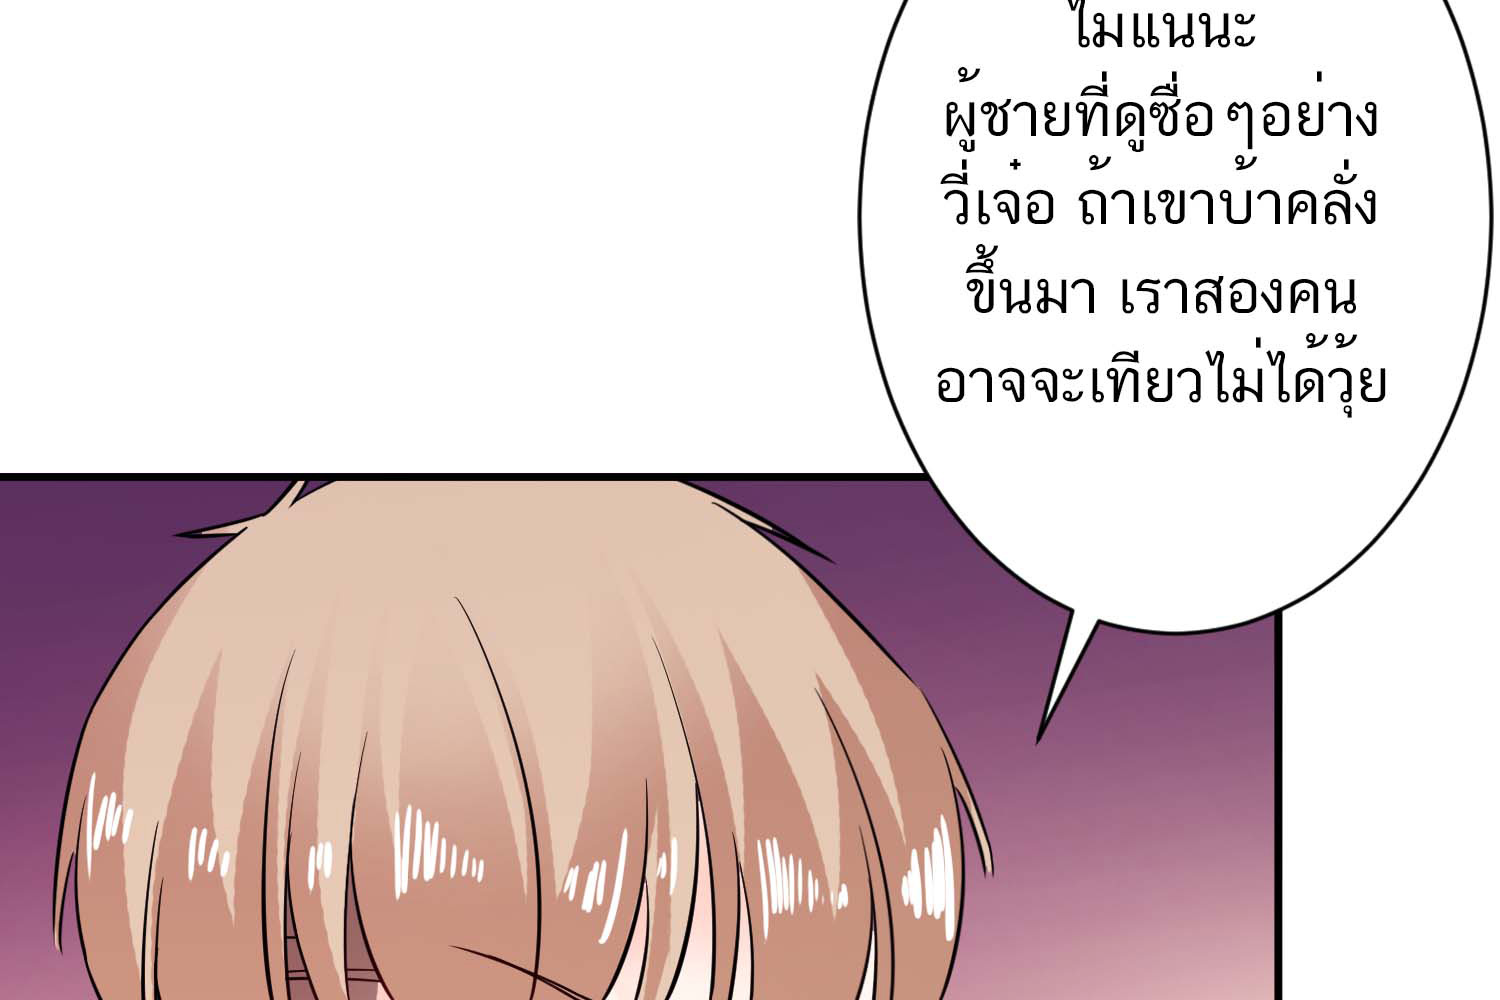 ไม่แน่นะ
ผู้ชายที่ดูซื่อๆอย่าง
วี่เจ๋อ ถ้าเขาบ้าคลั่ง
ขึ้นมา เราสองคน
อาจจะเทียวไม่ได้วุ้ย